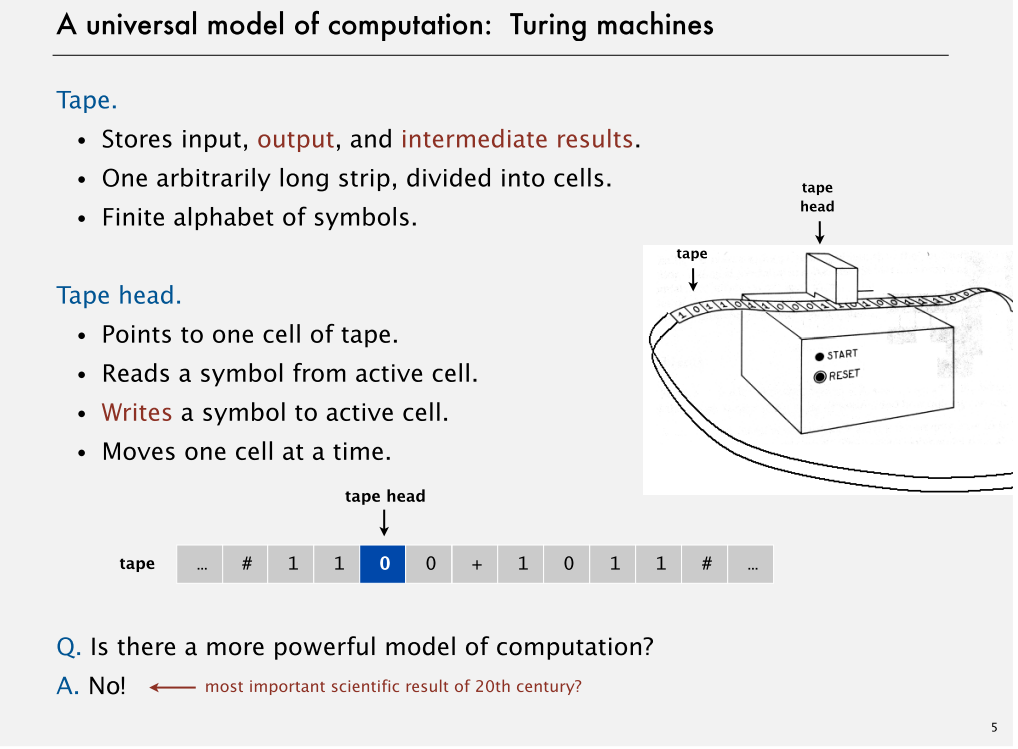 A universal model of computation: Turing machines
Tape.
• Stores input, output, and intermediate results.
• One arbitrarily long strip, divided into cells.
• Finite alphabet of symbols.
tape
head
tape
START
RESET
Tape head.
• Points to one cell of tape.
• Reads a symbol from active cell.
• Writes a symbol to active cell.
• Moves one cell at a time.
tape head
tape … # 1 1 0 0 + 1 0 1 1 # …
Q. Is there a more powerful model of computation?
A. No! most important scientific result of 20th century?
5